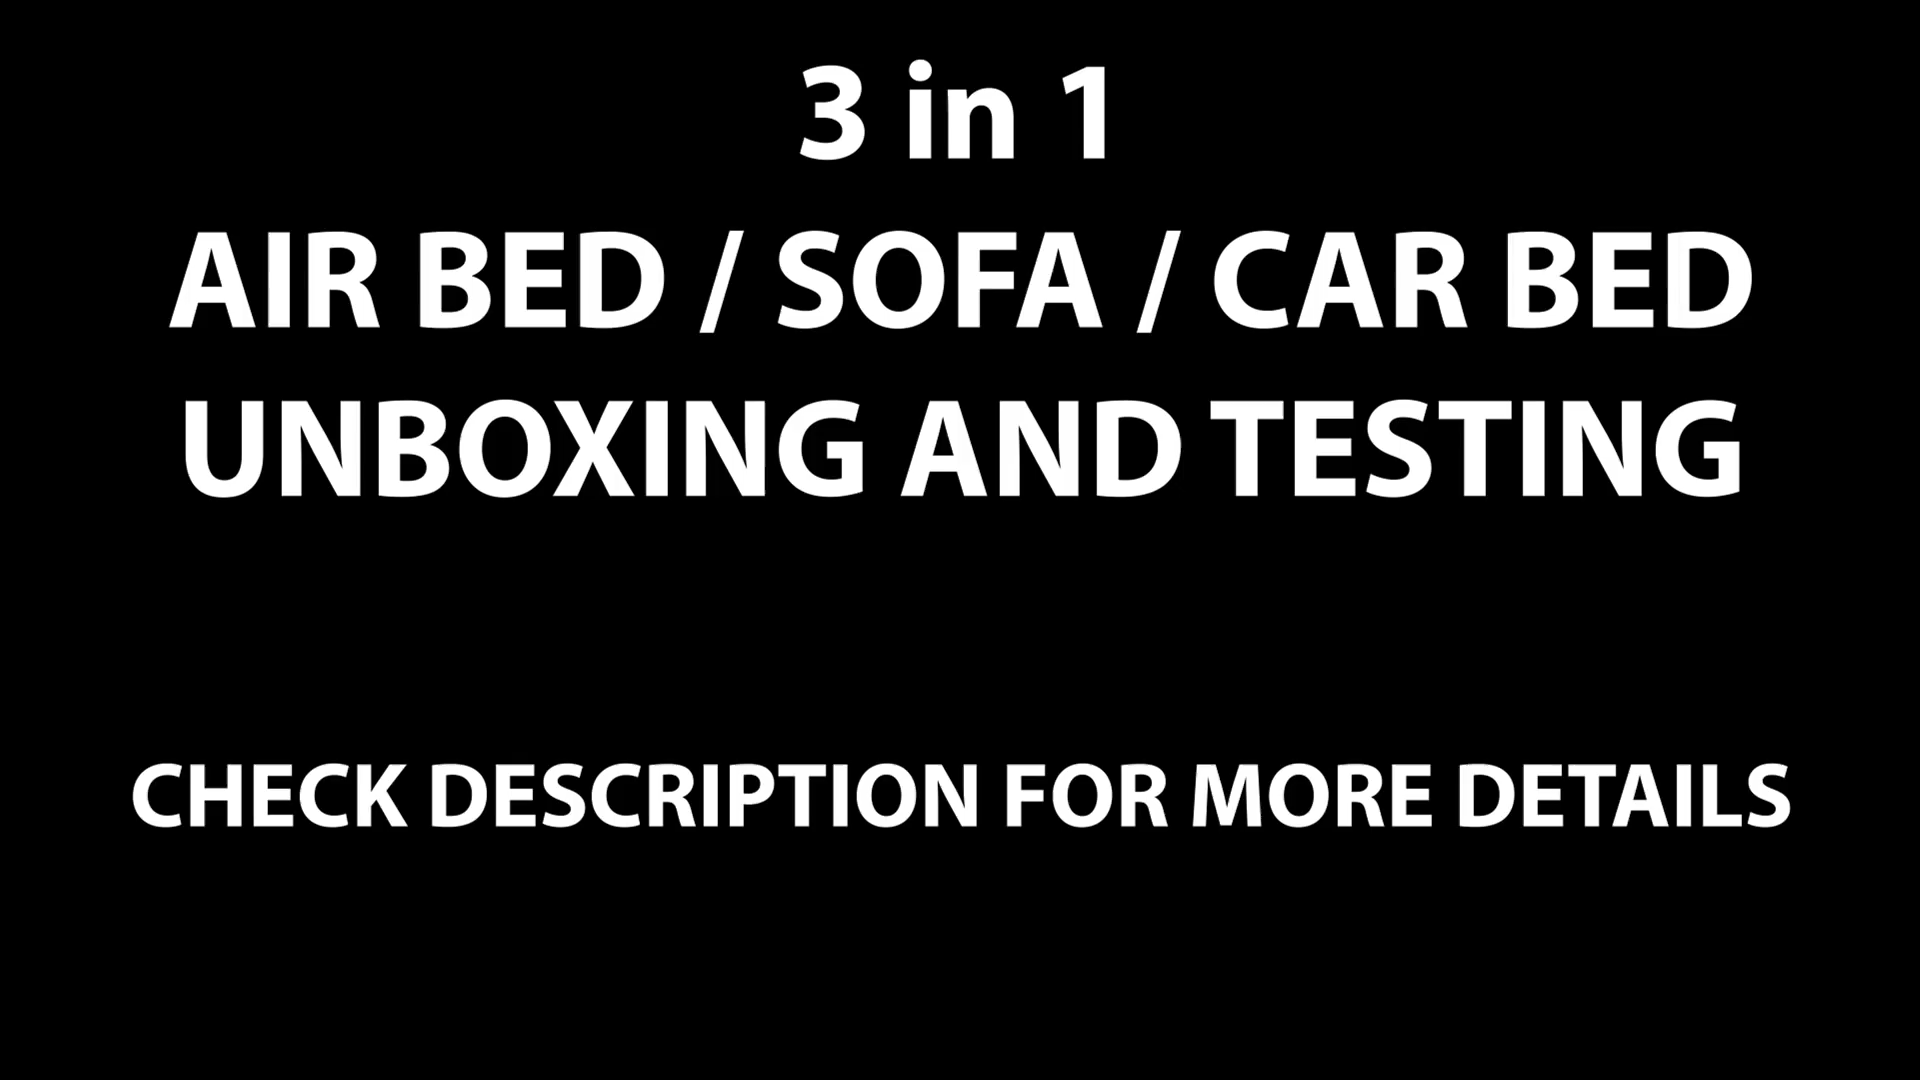 3 in 1
AIR BED / SOFA / CAR BED
UNBOXING AND TESTING
CHECK DESCRIPTION FOR MORE DETAILS